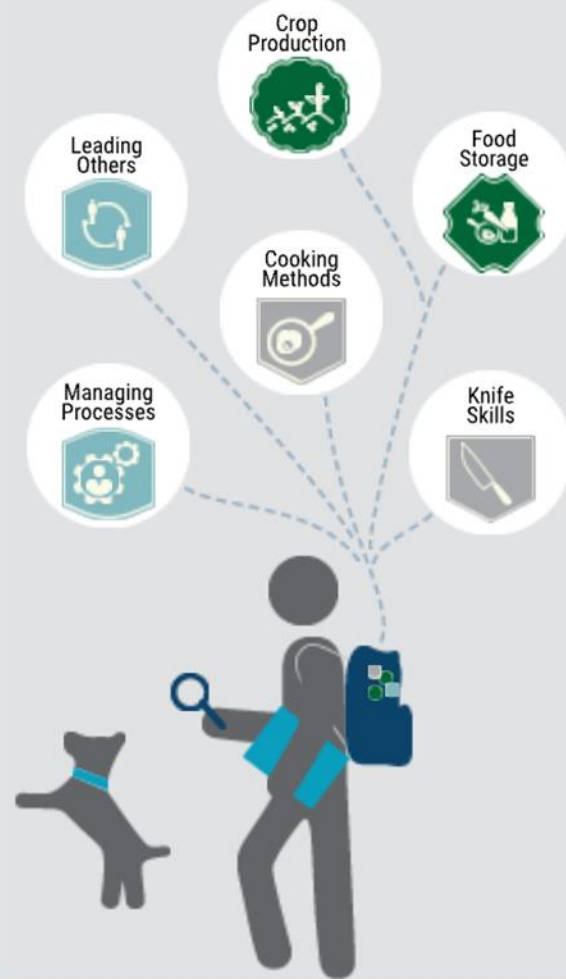 Crop
Production
Leading
Others
Food
Storage
Cooking
Methods
Managing
Processes
Knife
Skills